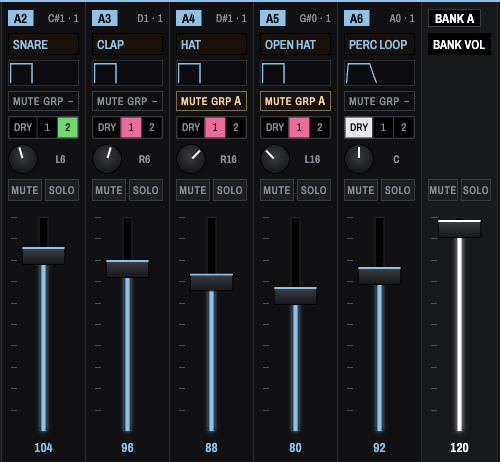 A2 C#1 · 1 A3 D1 · 1 A4 D#1 · 1 A5 G#0 · 1 A6 A0 · 1 BANK A
SNARE CLAP HAT OPEN HAT PERC LOOP BANK VOL
MUTE GRP – MUTE GRP – MUTE GRP A MUTE GRP A MUTE GRP –
DRY 1 2 DRY 1 2 DRY 1 2 DRY 1 2 DRY 1 2
L6 R6 R16 L16 C
MUTE SOLO MUTE SOLO MUTE SOLO MUTE SOLO MUTE SOLO MUTE SOLO
104 96 88 80 92 120